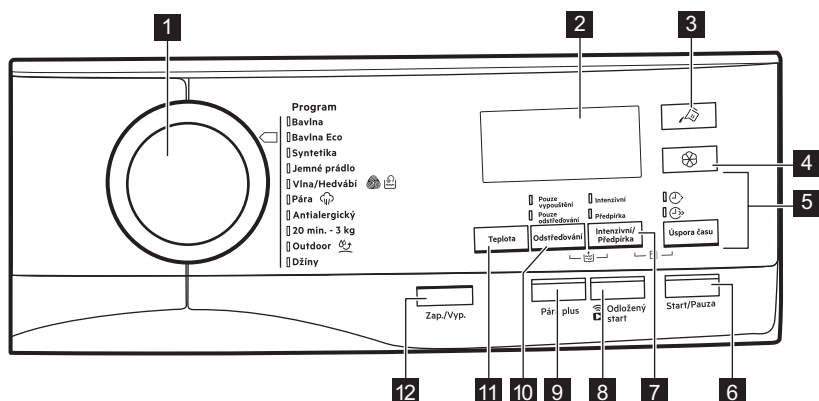 1
2
3
4
5
Program
Bavlna
Bavlna Eco
Syntetika
Jemné prádlo
Vlna/Hedvábí
Pára
Antialergický
20 min. - 3 kg
Outdoor
Džíny
Pouze
vypouštění
Pouze
odstřeďování
Intenzivní
Předpírka
Teplota
Odstřeďování
Intenzivní/
Předpírka
Úspora času
Zap./Vyp.
Pára plus
Odložený
start
Start/Pauza
12
11
10
9
8
7
6